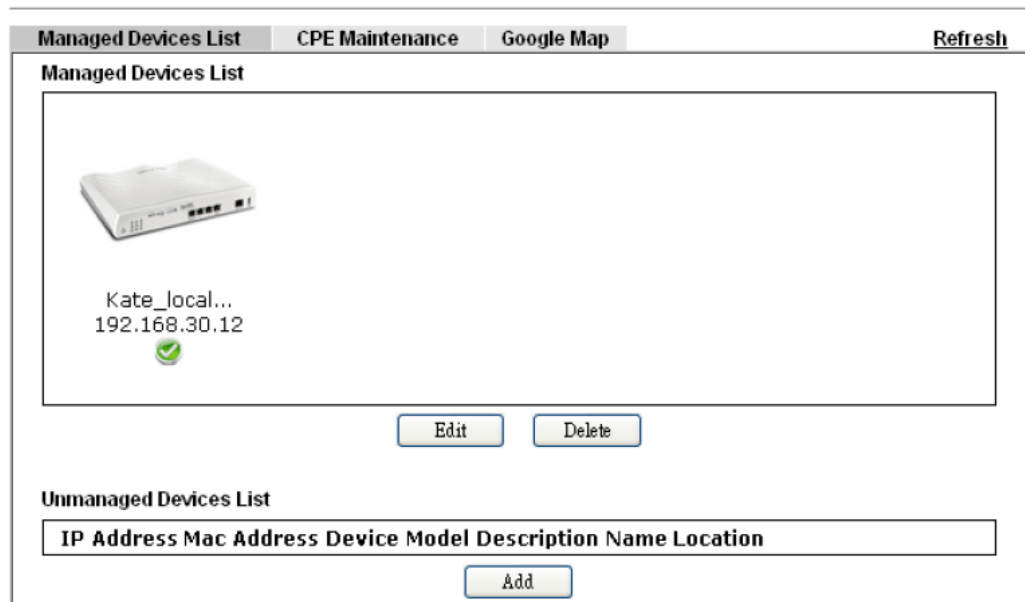 Managed Devices List CPE Maintenance Google Map Refresh
Managed Devices List
Kate_local...
192.168.30.12
Edit Delete
Unmanaged Devices List
IP Address Mac Address Device Model Description Name Location
Add